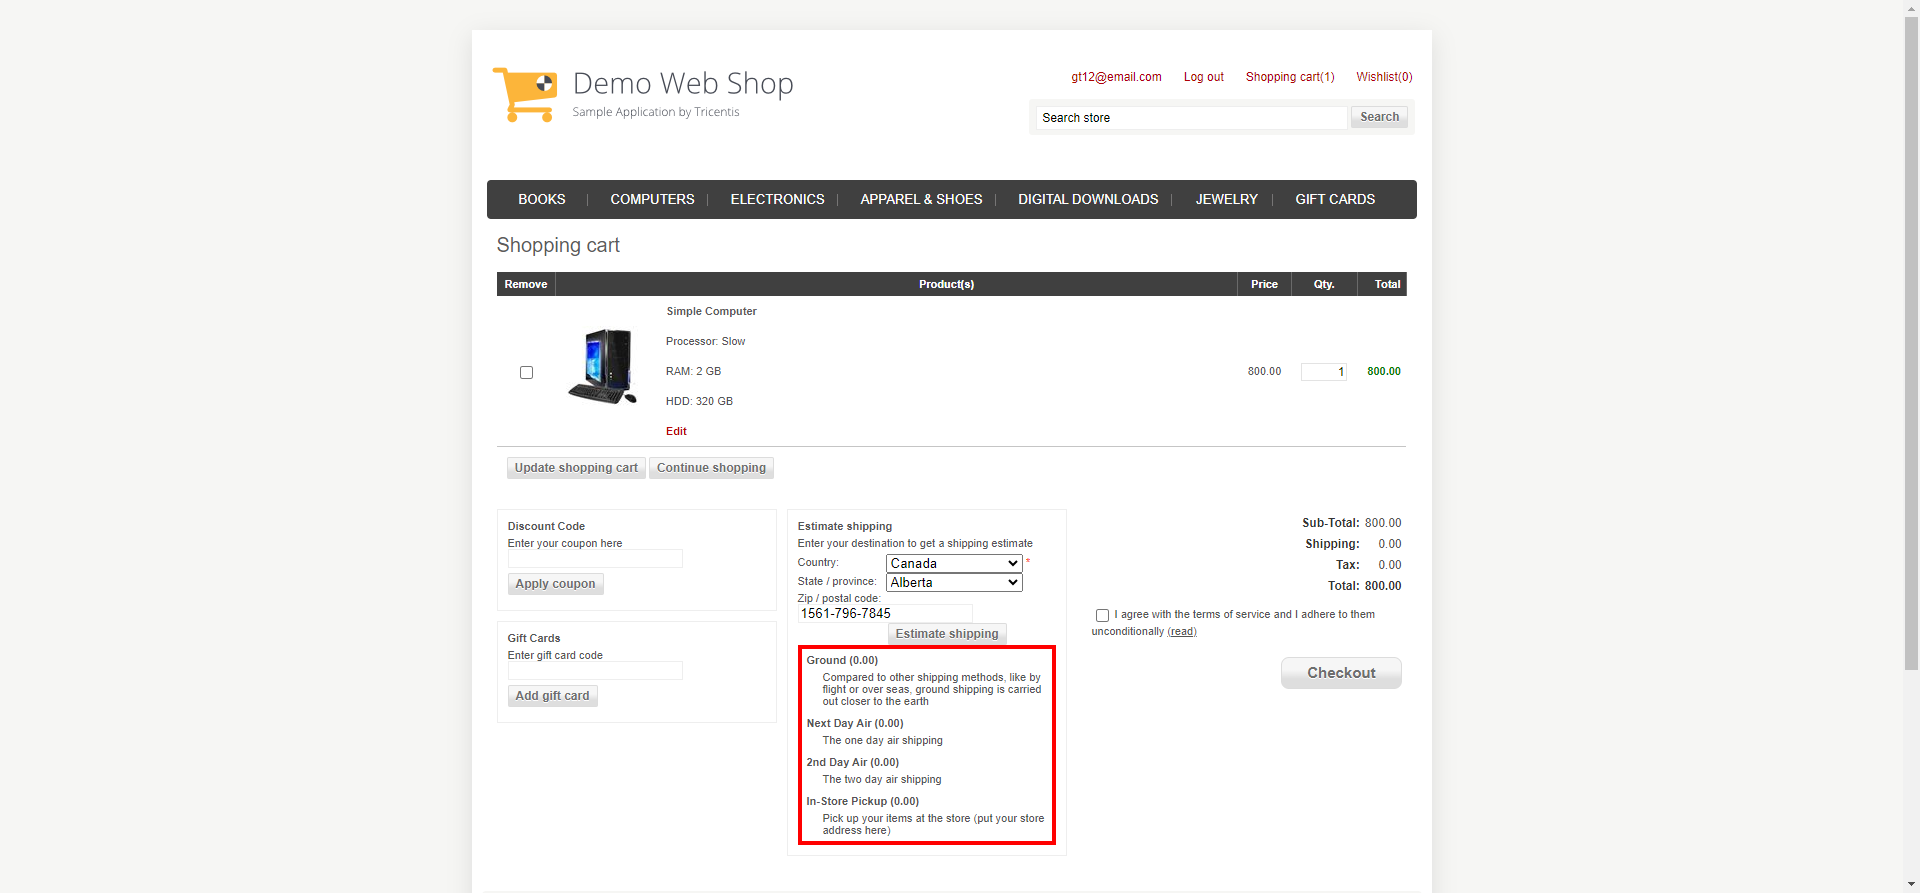 Demo Web Shop
Sample Application by Tricentis
gt12@email.com Log out Shopping cart(1) Wishlist(0)
Search store Search
BOOKS COMPUTERS ELECTRONICS APPAREL & SHOES DIGITAL DOWNLOADS JEWELRY GIFT CARDS
Shopping cart
Remove Product(s) Price Qty. Total
Simple Computer
Processor: Slow
RAM: 2 GB
HDD: 320 GB
Edit
800.00 1 800.00
Update shopping cart Continue shopping
Discount Code
Enter your coupon here
Apply coupon
Gift Cards
Enter gift card code
Add gift card
Estimate shipping
Enter your destination to get a shipping estimate
Country: Canada *
State / province: Alberta
Zip / postal code:
1561-796-7845
Estimate shipping
Ground (0.00)
Compared to other shipping methods, like by
flight or over seas, ground shipping is carried
out closer to the earth
Next Day Air (0.00)
The one day air shipping
2nd Day Air (0.00)
The two day air shipping
In-Store Pickup (0.00)
Pick up your items at the store (put your store
address here)
Sub-Total: 800.00
Shipping: 0.00
Tax: 0.00
Total: 800.00
I agree with the terms of service and I adhere to them
unconditionally (read)
Checkout